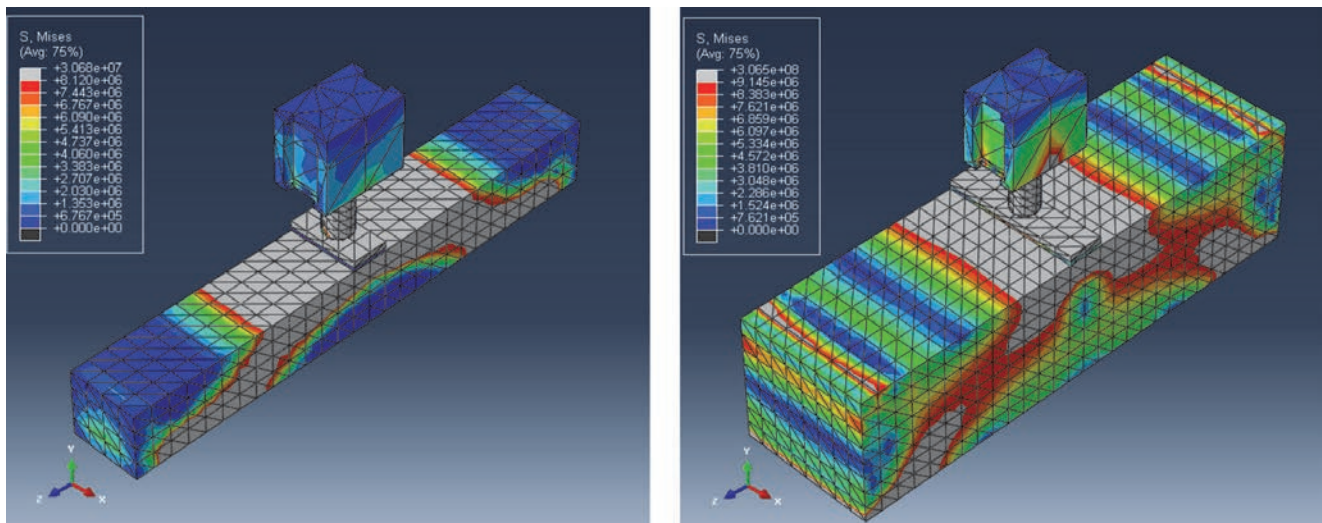 S, Mises
(Avg: 75%)
+3.068e+07
+8.120e+06
+7.443e+06
+6.767e+06
+6.090e+06
+5.413e+06
+4.737e+06
+4.060e+06
+3.383e+06
+2.707e+06
+2.030e+06
+1.353e+06
+6.767e+05
+0.000e+00
Y
Z
X
S, Mises
(Avg: 75%)
+3.065e+08
+9.145e+06
+8.383e+06
+7.621e+06
+6.859e+06
+6.097e+06
+5.334e+06
+4.572e+06
+3.810e+06
+3.048e+06
+2.286e+06
+1.524e+06
+7.621e+05
+0.000e+00
Y
Z
X